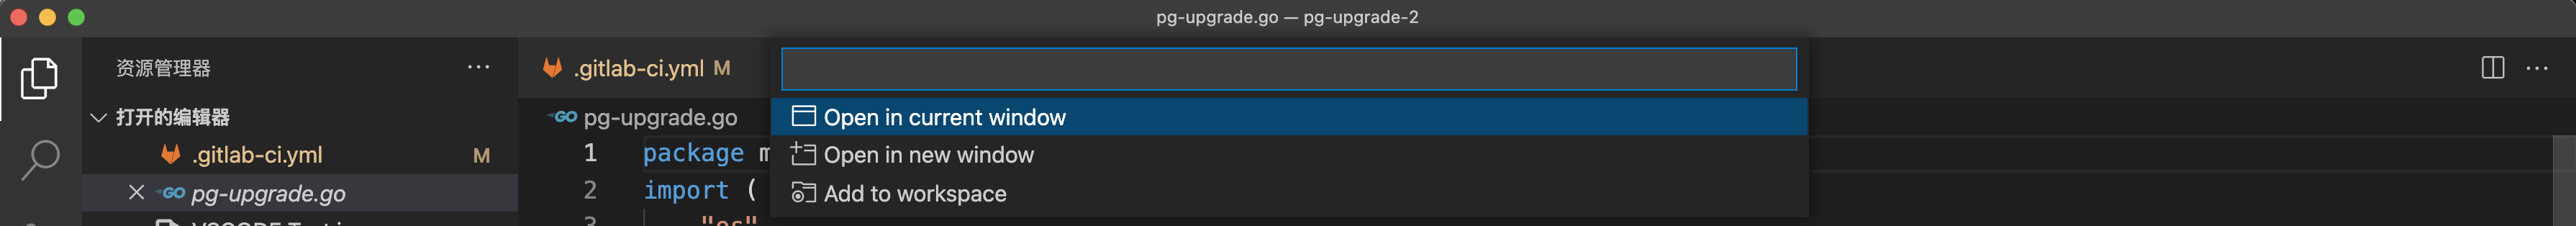 pg-upgrade.go — pg-upgrade-2
资源管理器
打开的编辑器
.gitlab-ci.yml M
pg-upgrade.go
.gitlab-ci.yml M
GO pg-upgrade.go
1 package
2 import (
3 "os"
Open in current window
Open in new window
Add to workspace